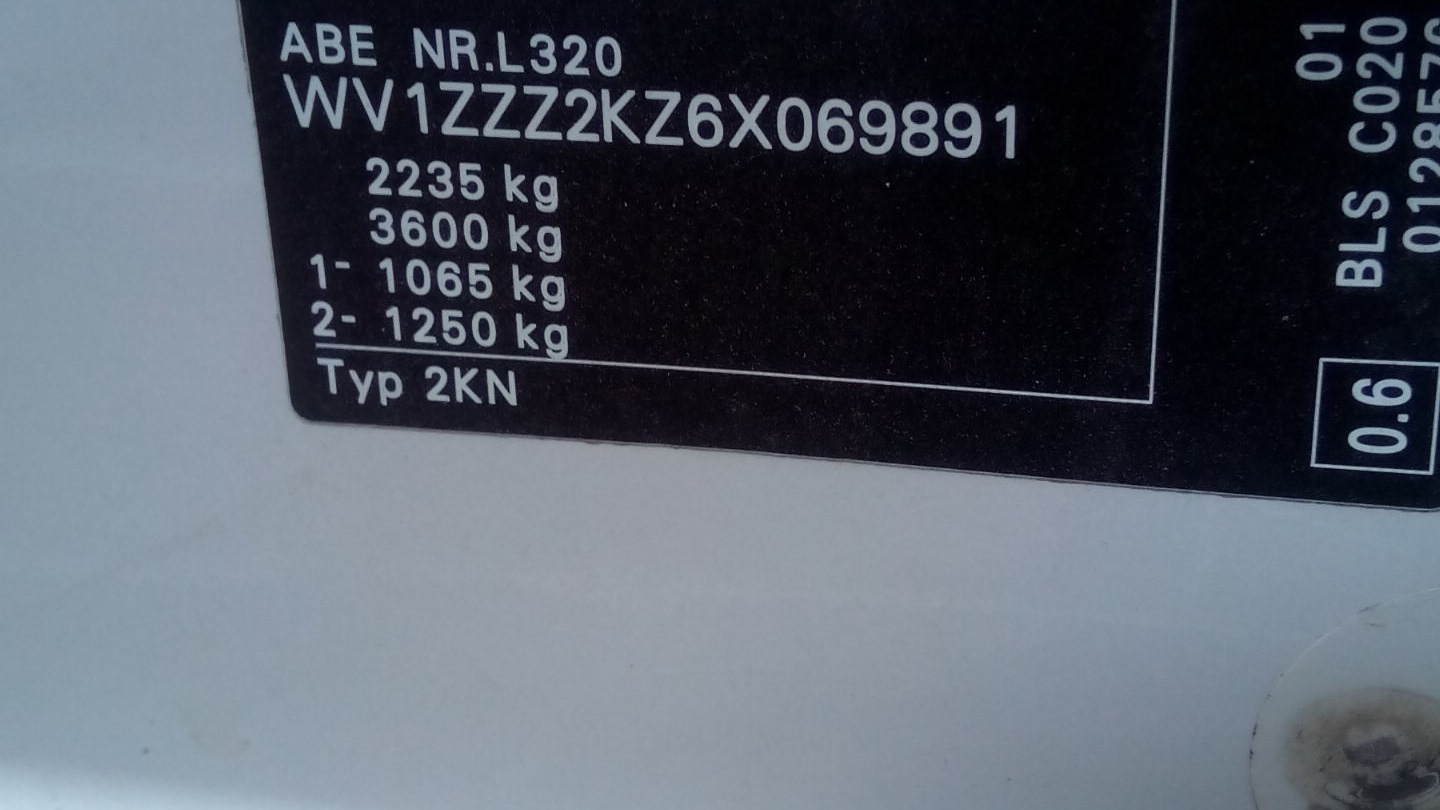 ABE NR.L320
WV1ZZZ2KZ6X069891
2235 kg
3600 kg
1- 1065 kg
2- 1250 kg
Typ 2KN
01
BLS C020
0.6